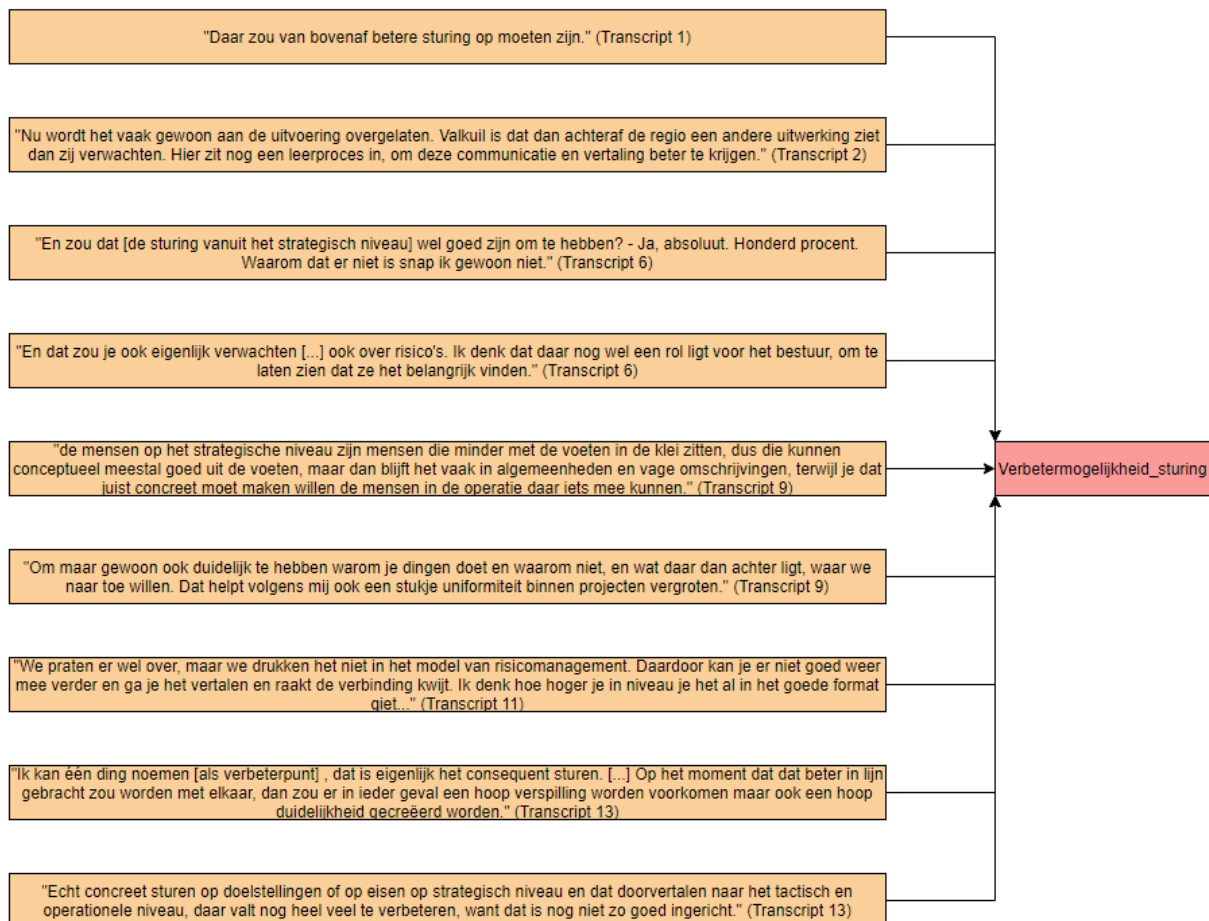 "Daar zou van bovenaf betere sturing op moeten zijn." (Transcript 1)
"Nu wordt het vaak gewoon aan de uitvoering overgelaten. Valkuil is dat dan achteraf de regio een andere uitwerking ziet
dan zij verwachten. Hier zit nog een leerproces in, om deze communicatie en vertaling beter te krijgen." (Transcript 2)
"En zou dat [de sturing vanuit het strategisch niveau] wel goed zijn om te hebben? - Ja, absoluut. Honderd procent.
Waarom dat er niet is snap ik gewoon niet." (Transcript 6)
"En dat zou je ook eigenlijk verwachten [...] ook over risico's. Ik denk dat daar nog wel een rol ligt voor het bestuur, om te
laten zien dat ze het belangrijk vinden." (Transcript 6)
"de mensen op het strategische niveau zijn mensen die minder met de voeten in de klei zitten, dus die kunnen
conceptueel meestal goed uit de voeten, maar dan blijft het vaak in algemeenheden en vage omschrijvingen, terwijl je dat
juist concreet moet maken willen de mensen in de operatie daar iets mee kunnen." (Transcript 9)
Verbetermogelijkheid_sturing
"Om maar gewoon ook duidelijk te hebben warom je dingen doet en waarom niet, en wat daar dan achter ligt, waar we
naar toe willen. Dat helpt volgens mij ook een stukje uniformiteit binnen projecten vergroten." (Transcript 9)
"We praten er wel over, maar we drukken het niet in het model van risicomanagement. Daardoor kan je er niet goed weer
mee verder en ga je het vertalen en raakt de verbinding kwijt. Ik denk hoe hoger je in niveau je het al in het goede format
giet..." (Transcript 11)
"Ik kan één ding noemen [als verbeterpunt] , dat is eigenlijk het consequent sturen. [...] Op het moment dat dat beter in lijn
gebracht zou worden met elkaar, dan zou er in ieder geval een hoop verspilling worden voorkomen maar ook een hoop
duidelijkheid gecreëerd worden." (Transcript 13)
"Echt concreet sturen op doelstellingen of op eisen op strategisch niveau en dat doorvertalen naar het tactisch en
operationele niveau, daar valt nog heel veel te verbeteren, want dat is nog niet zo goed ingericht." (Transcript 13)